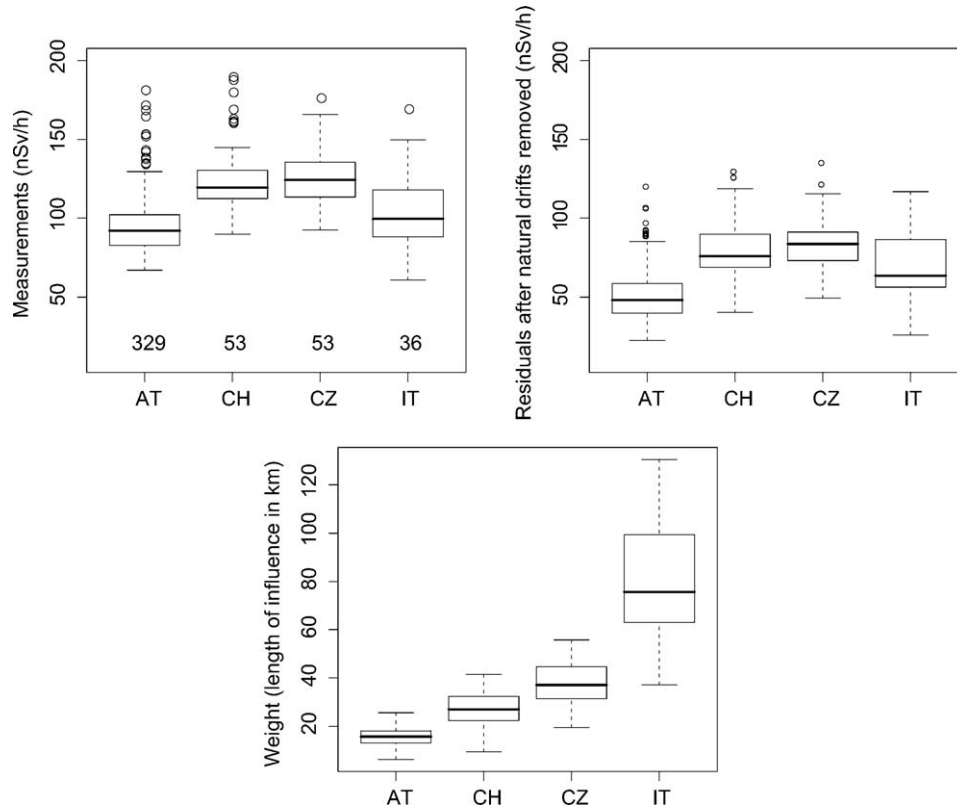 Measurements (nSv/h)
200
150
100
50
329 53 53 36
AT CH CZ IT
Residuals after natural drifts removed (nSv/h)
200
150
100
50
AT CH CZ IT
Weight (length of influence in km)
120
100
80
60
40
20
AT CH CZ IT